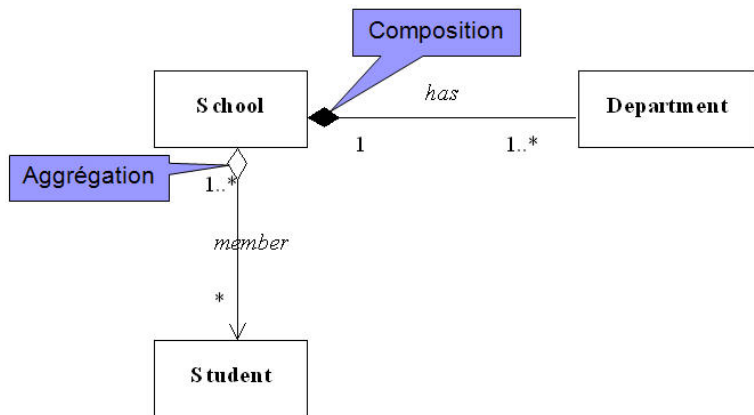 Composition
School
has
Department
1
1..*
Aggrégation
1..*
member
*
Student